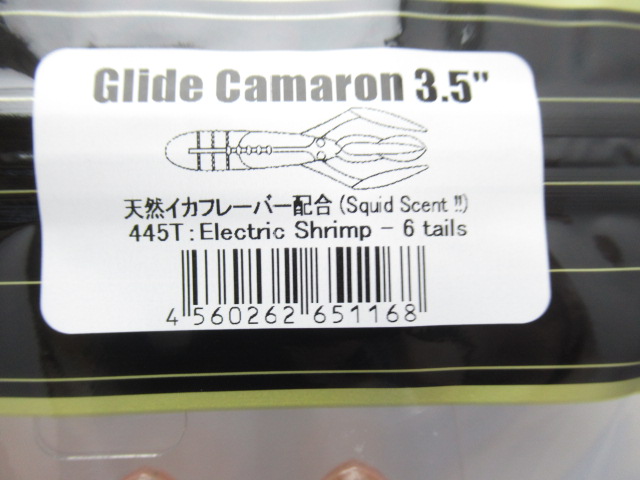 Glide Camaron 3.5"
天然イカフレーバー配合(Squid Scent!!)
445T:Electric Shrimp - 6 tails
4 560262 651168